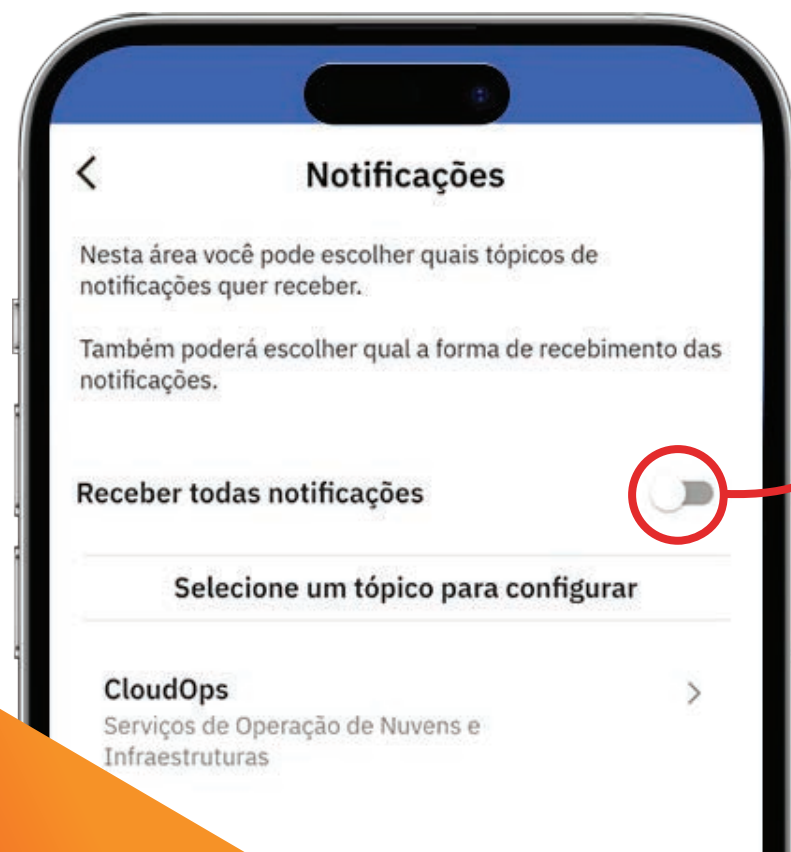 Notificações
Nesta área você pode escolher quais tópicos de
notificações quer receber.
Também poderá escolher qual a forma de recebimento das
notificações.
Receber todas notificações
Selecione um tópico para configurar
CloudOps
Serviços de Operação de Nuvens e
Infraestruturas